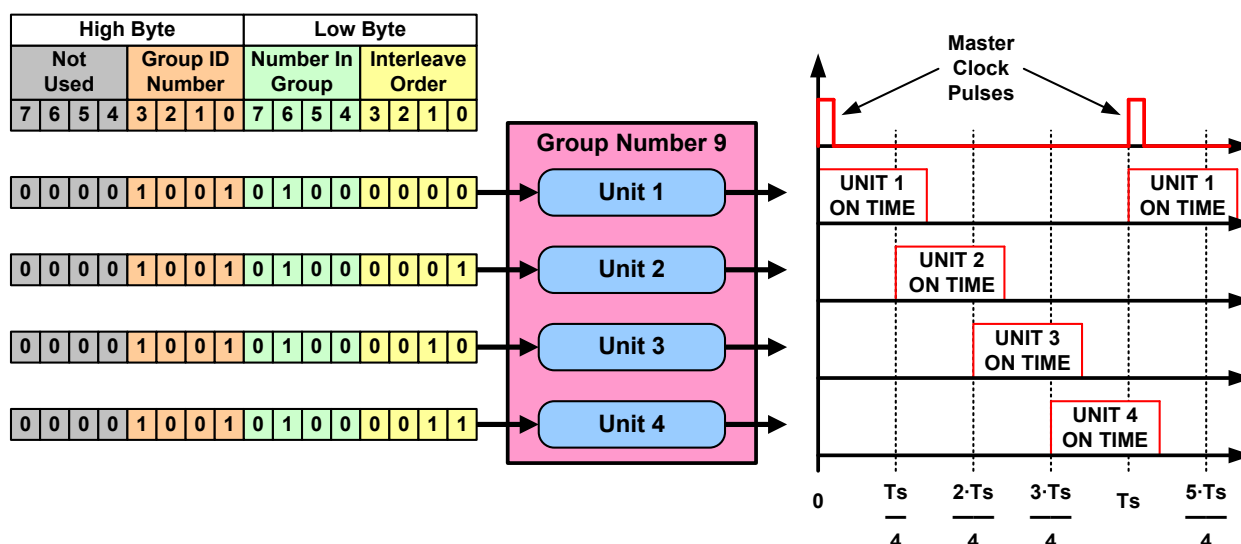 High Byte Low Byte
Not Used Group ID Number Number In Group Interleave Order
7 6 5 4 3 2 1 0 7 6 5 4 3 2 1 0
0 0 0 0 1 0 0 1 0 1 0 0 0 0 0 0
0 0 0 0 1 0 0 1 0 1 0 0 0 0 0 1
0 0 0 0 1 0 0 1 0 1 0 0 0 0 1 0
0 0 0 0 1 0 0 1 0 1 0 0 0 0 1 1
Group Number 9
Unit 1
Unit 2
Unit 3
Unit 4
Master
Clock
Pulses
UNIT 1
ON TIME
UNIT 1
ON TIME
UNIT 2
ON TIME
UNIT 3
ON TIME
UNIT 4
ON TIME
0 Ts 2·Ts 3·Ts Ts 5·Ts
4 4 4 4